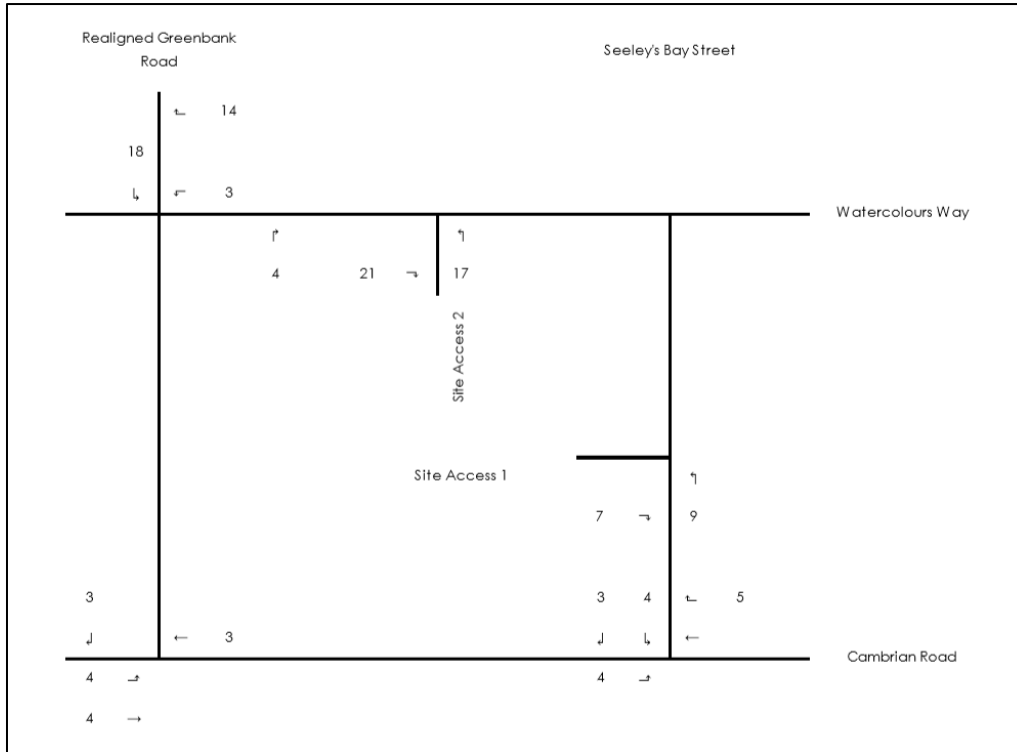 Realigned Greenbank
Road
Seeley's Bay Street
14
18
3
Watercolours Way
4 21 17
Site Access 2
Site Access 1
7 9
3 3 4 5
3
Cambrian Road
4 4
4